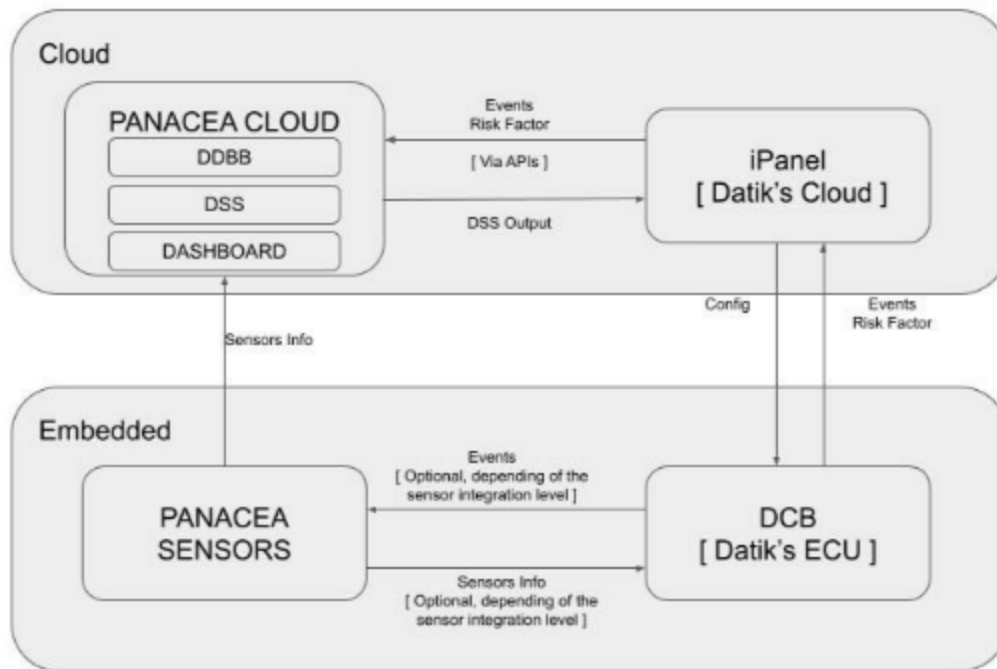 Cloud
PANACEA CLOUD
DDBB
DSS
DASHBOARD
Events
Risk Factor
[ Via APIs ]
DSS Output
iPanel
[ Datik's Cloud ]
Sensors Info
Config
Events
Risk Factor
Embedded
PANACEA
SENSORS
Events
[ Optional, depending of the
sensor integration level ]
Sensors Info
[ Optional, depending of the
sensor integration level ]
DCB
[ Datik's ECU ]